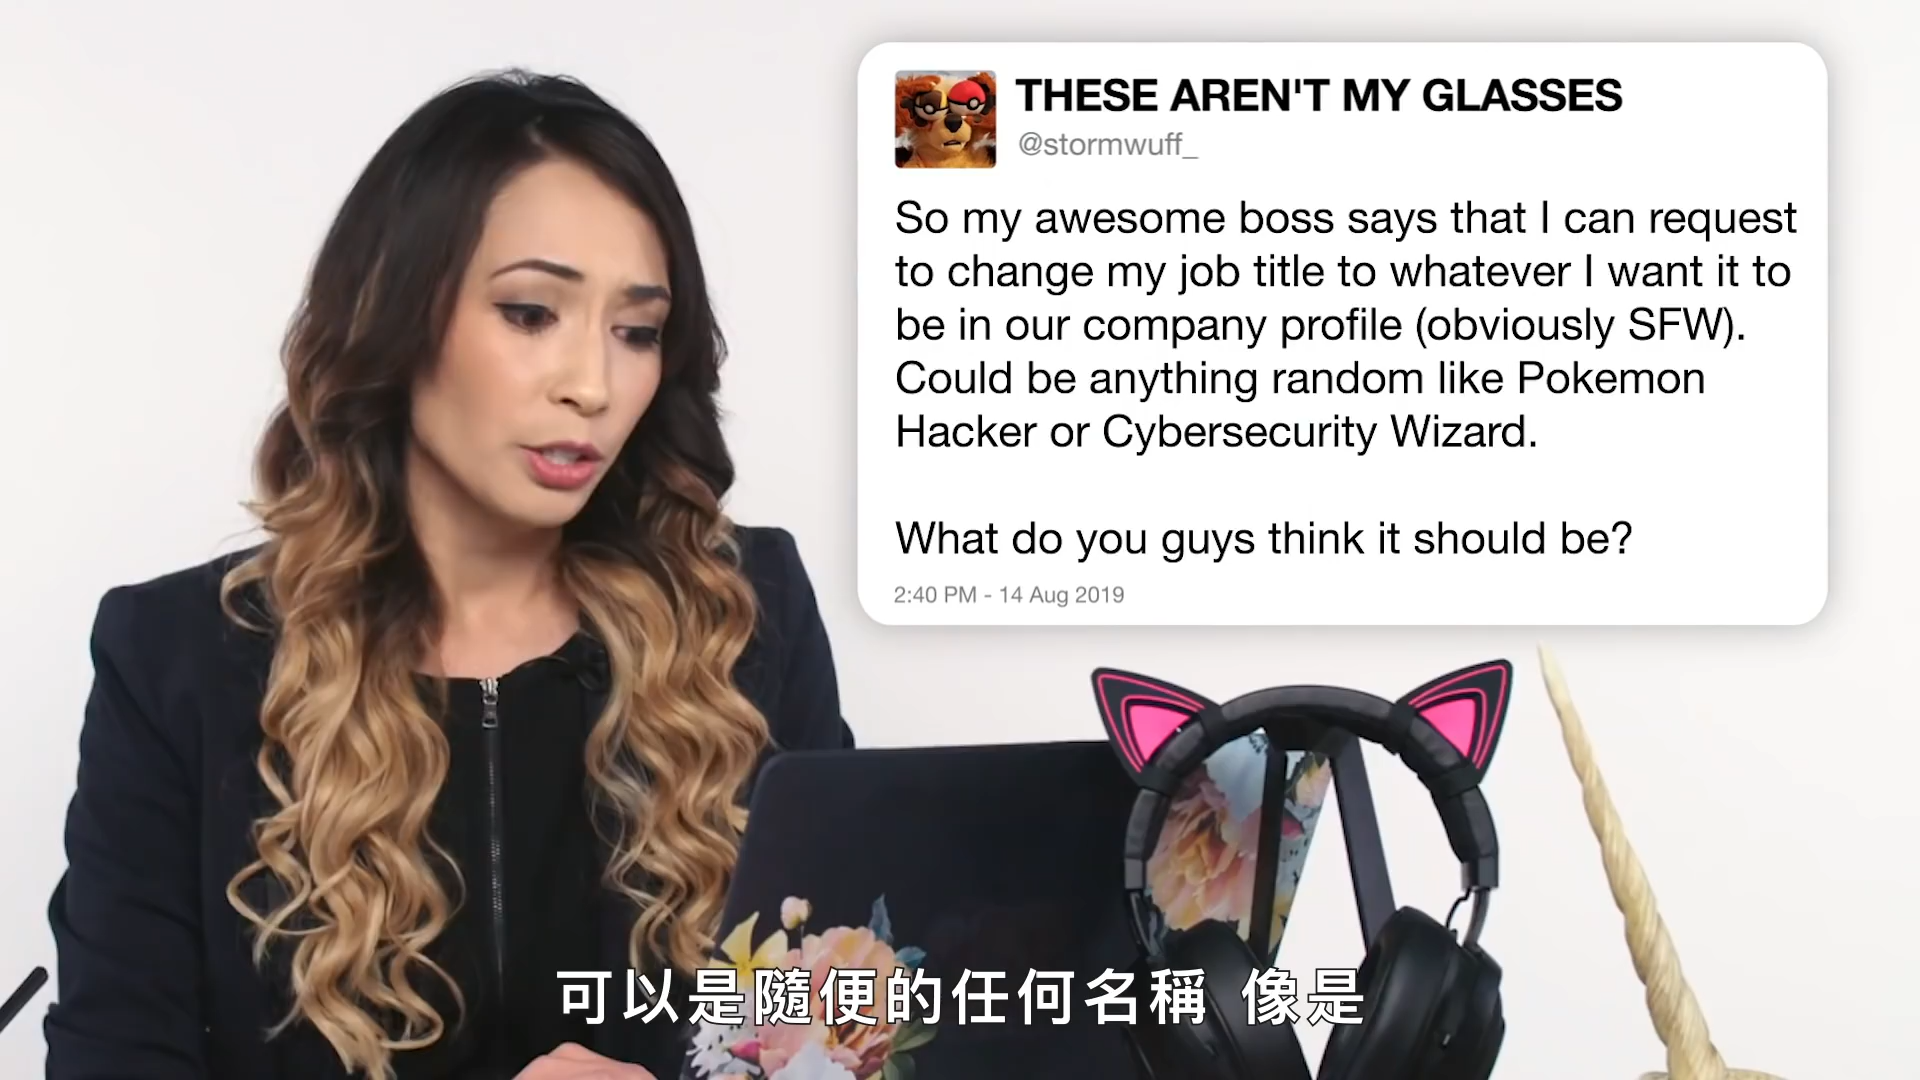 THESE AREN'T MY GLASSES
@stormwuff_
So my awesome boss says that I can request
to change my job title to whatever I want it to
be in our company profile (obviously SFW).
Could be anything random like Pokemon
Hacker or Cybersecurity Wizard.
What do you guys think it should be?
2:40 PM - 14 Aug 2019
可以是隨便的任何名稱 像是